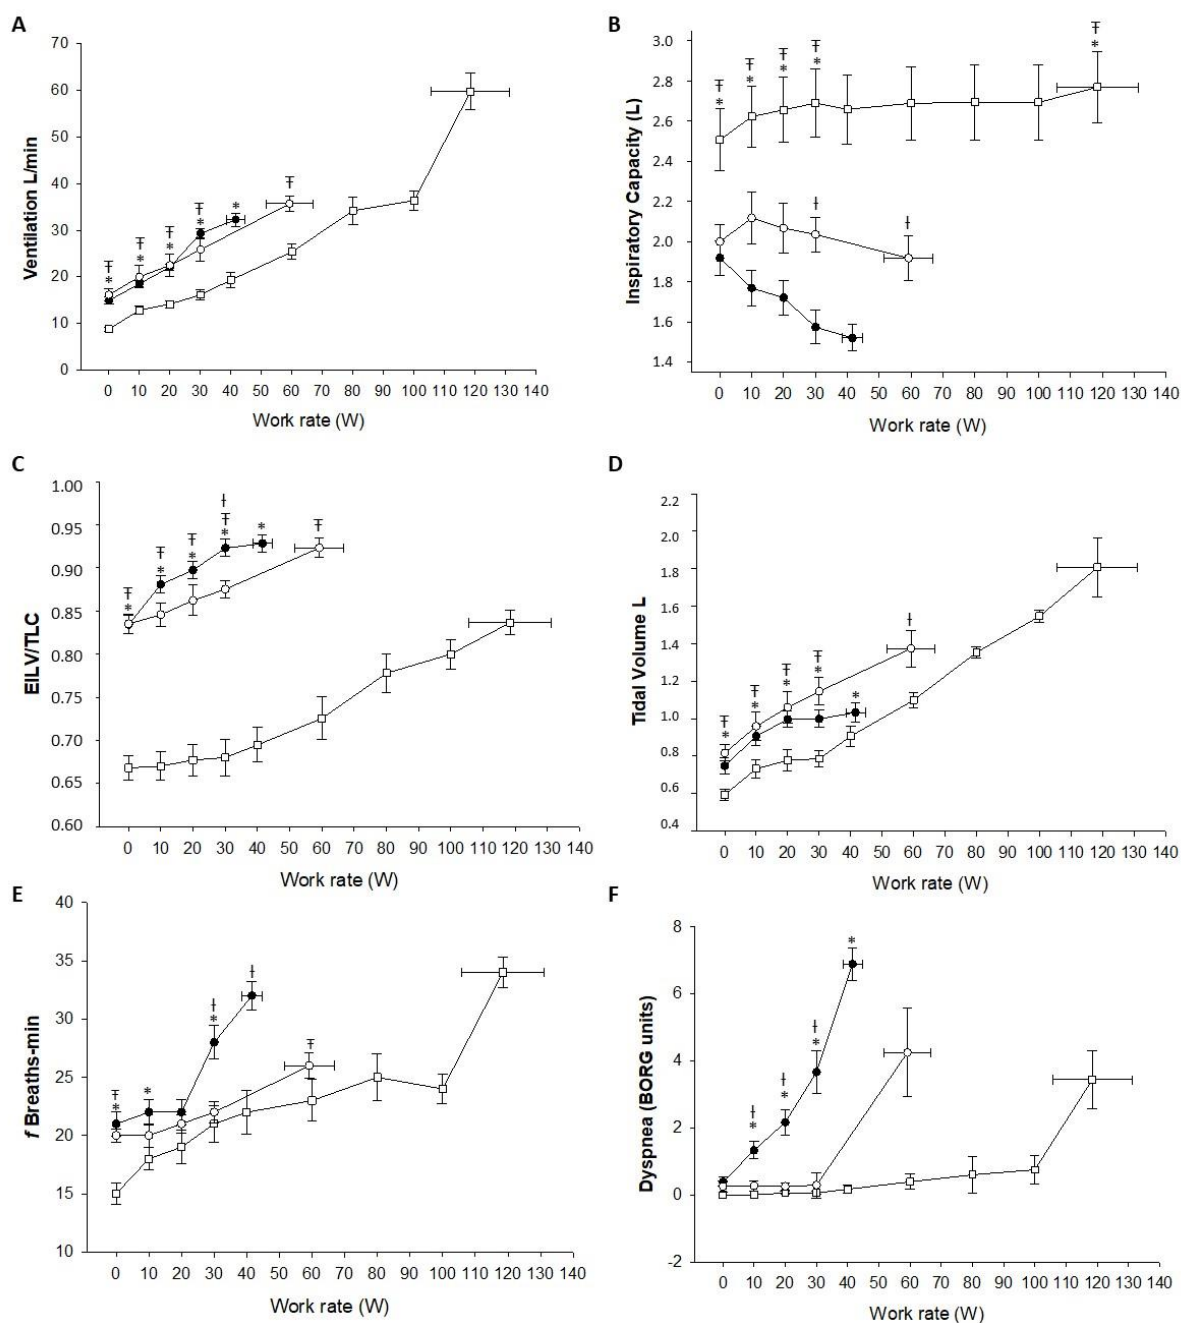 A
70
60
50
40
30
20
10
0
Ventilation L/min
Ŧ
*
Ŧ
*
Ŧ
*
Ŧ
*
*
Ŧ
0 10 20 30 40 50 60 70 80 90 100 110 120 130 140
Work rate (W)
B
3.0
2.8
2.6
2.4
2.2
2.0
1.8
1.6
1.4
Inspiratory Capacity (L)
Ŧ
*
Ŧ
*
Ŧ
*
Ŧ
*
Ŧ
*
ƚ
ƚ
0 10 20 30 40 50 60 70 80 90 100 110 120 130 140
Work rate (W)
C
1.00
0.95
0.90
0.85
0.80
0.75
0.70
0.65
0.60
EILV/TLC
Ŧ
*
Ŧ
*
Ŧ
*
ƚ
Ŧ
*
*
Ŧ
0 10 20 30 40 50 60 70 80 90 100 110 120 130 140
Work rate (W)
D
2.2
2.0
1.8
1.6
1.4
1.2
1.0
0.8
0.6
0.4
Tidal Volume L
Ŧ
*
Ŧ
*
Ŧ
*
Ŧ
*
*
ƚ
0 10 20 30 40 50 60 70 80 90 100 110 120 130 140
Work rate (W)
E
40
35
30
25
20
15
10
f Breaths-min
Ŧ
*
*
ƚ
*
ƚ
Ŧ
0 10 20 30 40 50 60 70 80 90 100 110 120 130 140
Work rate (W)
F
8
6
4
2
0
-2
Dyspnea (BORG units)
ƚ
*
ƚ
*
ƚ
*
*
0 10 20 30 40 50 60 70 80 90 100 110 120 130 140
Work rate (W)